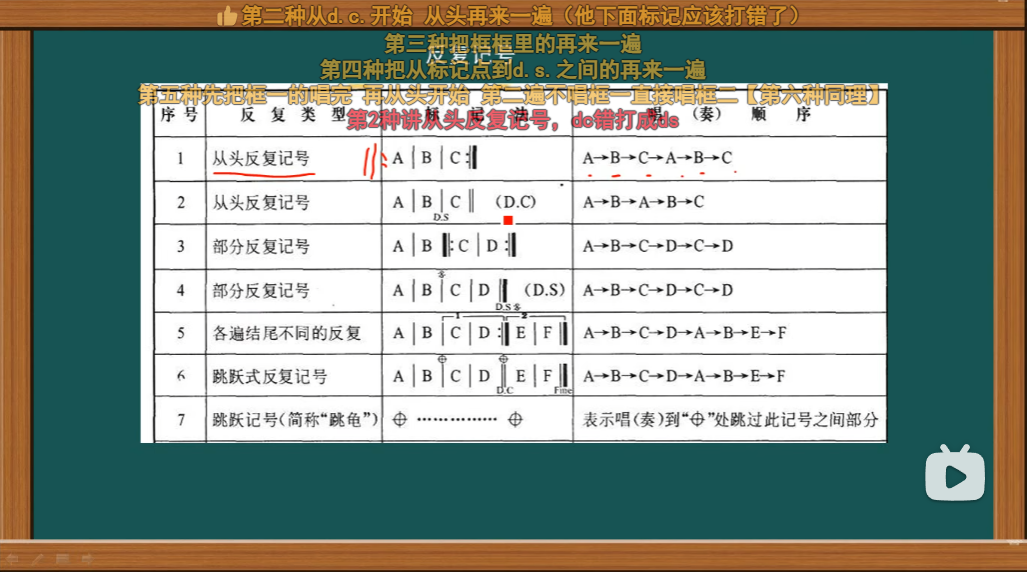 第二种从d.c.开始 从头再来一遍（他下面标记应该打错了）
第三种把框框里的再来一遍
反复记号
第四种把从标记点到d.s.之间的再来一遍
第五种先把框一的唱完 再从头开始 第二遍不唱框一直接唱框二【第六种同理】
第2种讲从头反复记号，dc错打成ds
序号 反复类型 标记法 唱（奏）顺序
1 从头反复记号 A B C A→B→C→A→B→C
2 从头反复记号 A B C （D.C） A→B→A→B→C
D.S
3 部分反复记号 A B C D A→B→C→D→C→D
4 部分反复记号 A B C D （D.S） A→B→C→D→C→D
D.S
1 2
5 各遍结尾不同的反复 A B C D E F A→B→C→D→A→B→E→F
6 跳跃式反复记号 A B C D E F A→B→C→D→A→B→E→F
D.C Fine
7 跳跃记号（简称“跳龟”） ⊕ ……………… ⊕ 表示唱（奏）到“⊕”处跳过此记号之间部分